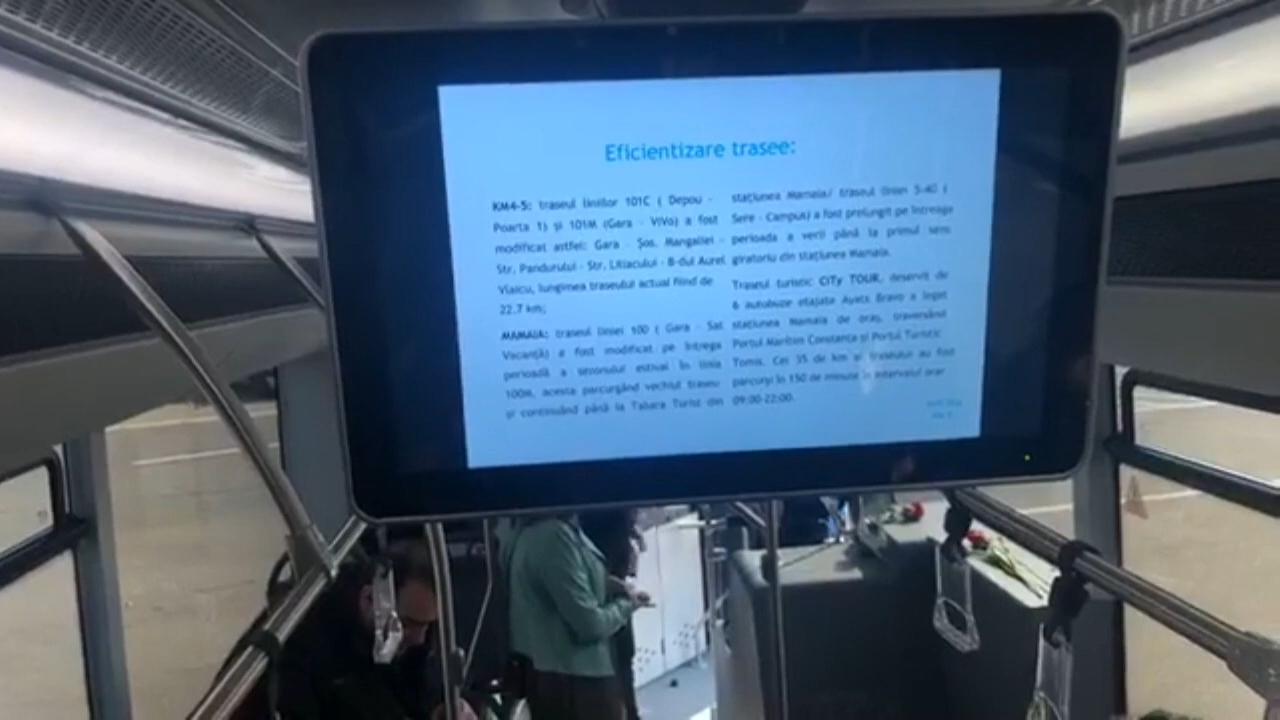 Eficientizare trasee:
KM4-5: traseul liniilor 101C ( Depou -
Poarta 1) și 101M (Gara - ViVo) a fost
modificat astfel: Gara - Șos. Mangaliei -
Str. Pandurului - Str. Liliacului - B-dul Aurel
Vlaicu, lungimea traseului actual fiind de
22.7 km;
MAMAIA: traseul liniei 100 ( Gara - Sat
Vacanță) a fost modificat pe întrega
perioadă a sezonului estival în linia
100M, acesta parcurgând vechiul traseu
și continuând până la Tabara Turist din
stațiunea Mamaia/ traseul liniei 5-40 (
Sere - Campus) a fost prelungit pe întreaga
perioada a verii până la primul sens
giratoriu din stațiunea Mamaia.
Traseul turistic CiTy TOUR, deservit de
6 autobuze etajate Ayats Bravo a legat
stațiunea Mamaia de oraș, traversând
Portul Maritim Constanța și Portul Turistic
Tomis. Cei 35 de km ai traseului au fost
parcurși în 150 de minute în intervalul orar
09:00-22:00.